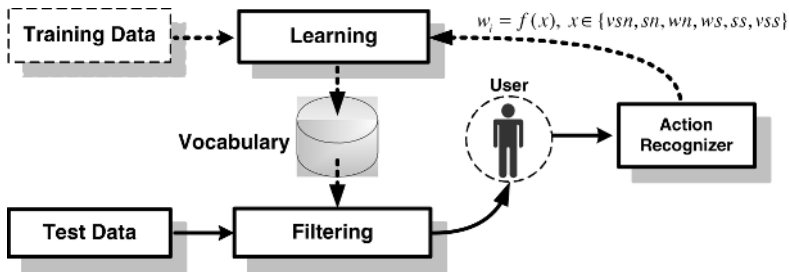 Training Data
Learning
w_i = f(x), x ∈ {vsn, sn, wn, ws, ss, vss}
User
Vocabulary
Action
Recognizer
Test Data
Filtering